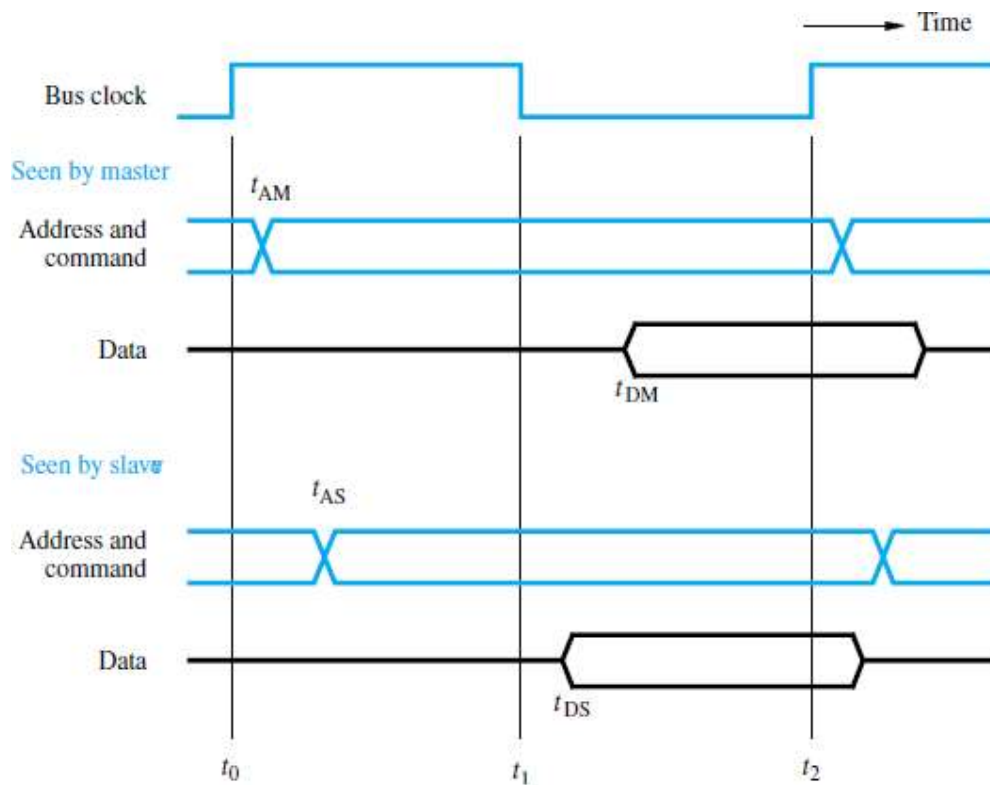 Time
Bus clock
Seen by master
tAM
Address and
command
Data
tDM
Seen by
tAS
Address and
command
Data
tDS
t0
t1
t2